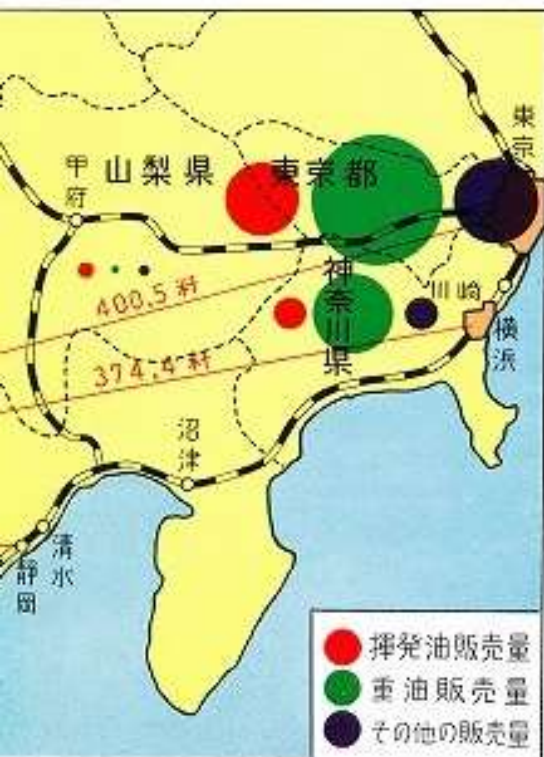 東京
甲府
山梨県
東京都
400.5 粁
神奈川県
川崎
374.4 粁
横浜
沼津
清水
静岡
揮発油販売量
重油販売量
その他の販売量